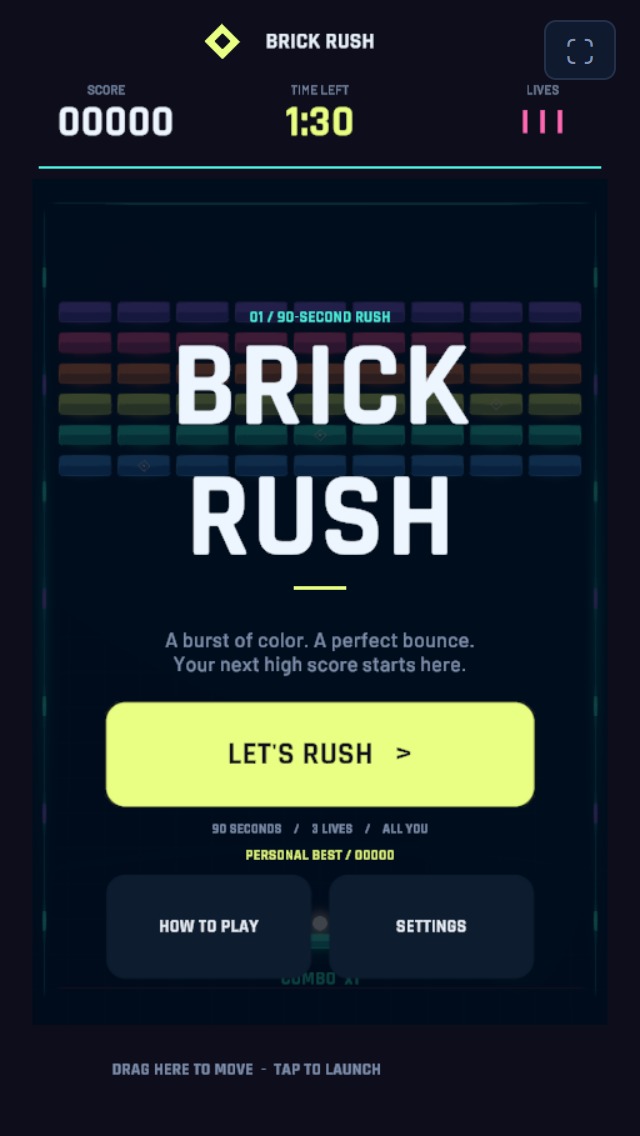 BRICK RUSH
SCORE
TIME LEFT
LIVES
00000
1:30
01 / 90-SECOND RUSH
BRICK
RUSH
A burst of color. A perfect bounce.
Your next high score starts here.
LET'S RUSH >
90 SECONDS / 3 LIVES / ALL YOU
PERSONAL BEST / 00000
HOW TO PLAY
SETTINGS
COMBO X1
DRAG HERE TO MOVE - TAP TO LAUNCH